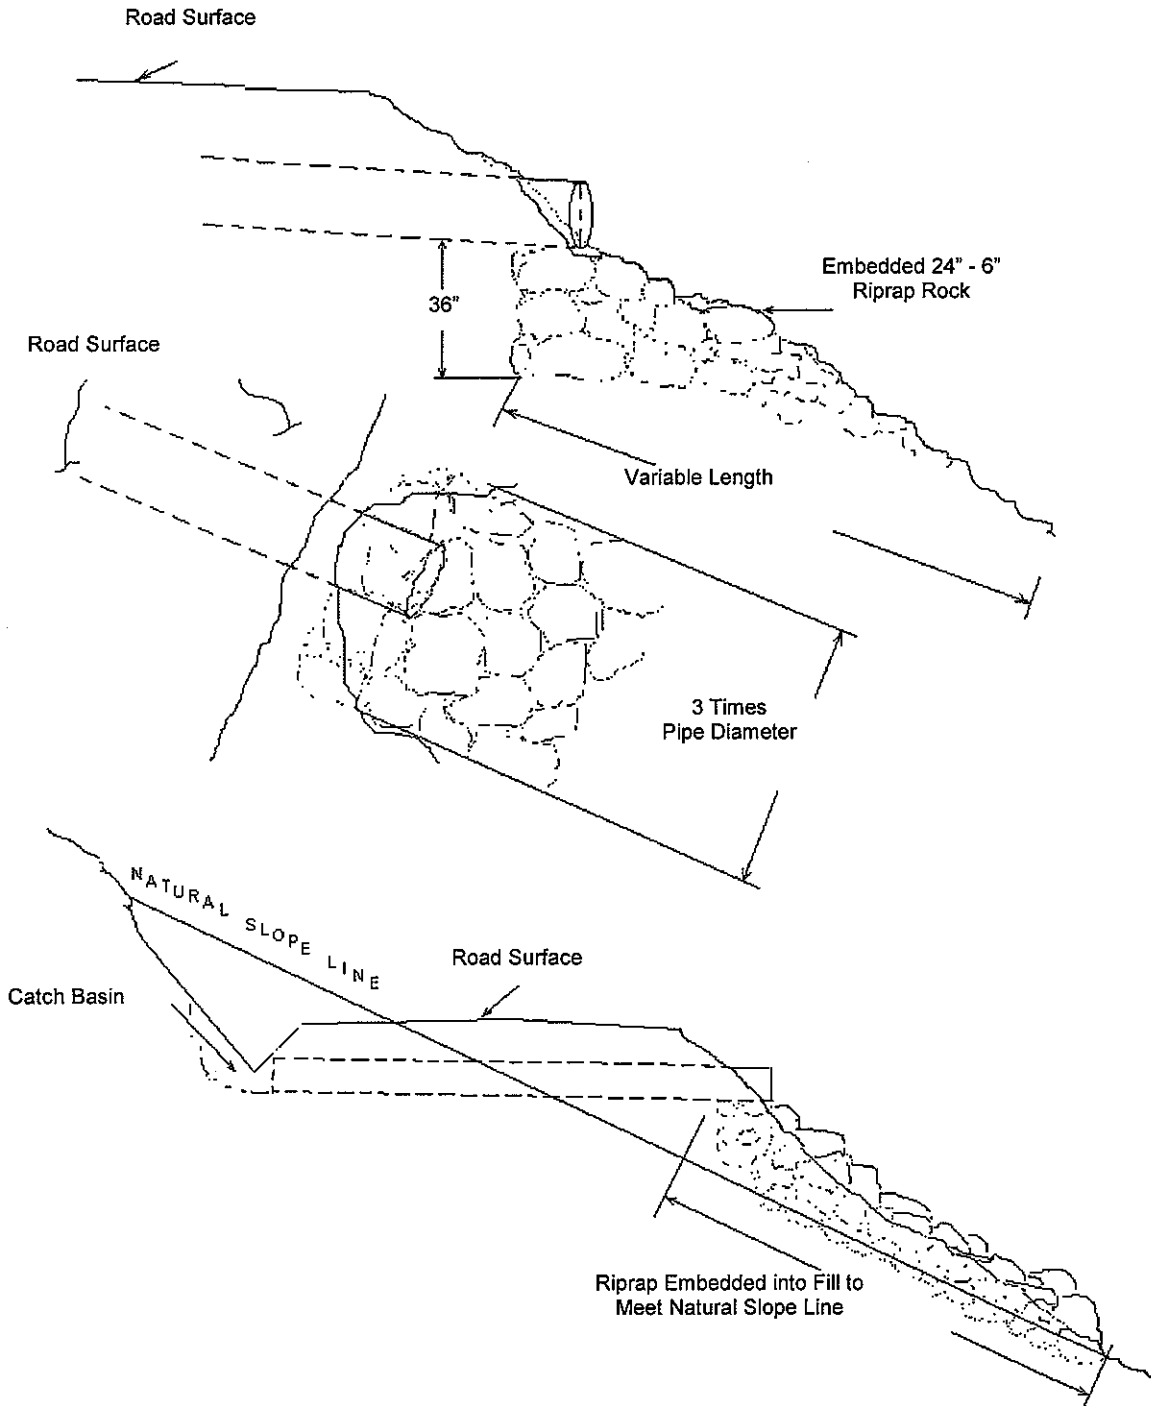 Road Surface
Embedded 24" - 6"
Riprap Rock
36"
Road Surface
Variable Length
3 Times
Pipe Diameter
NATURAL SLOPE LINE
Road Surface
Catch Basin
Riprap Embedded into Fill to
Meet Natural Slope Line